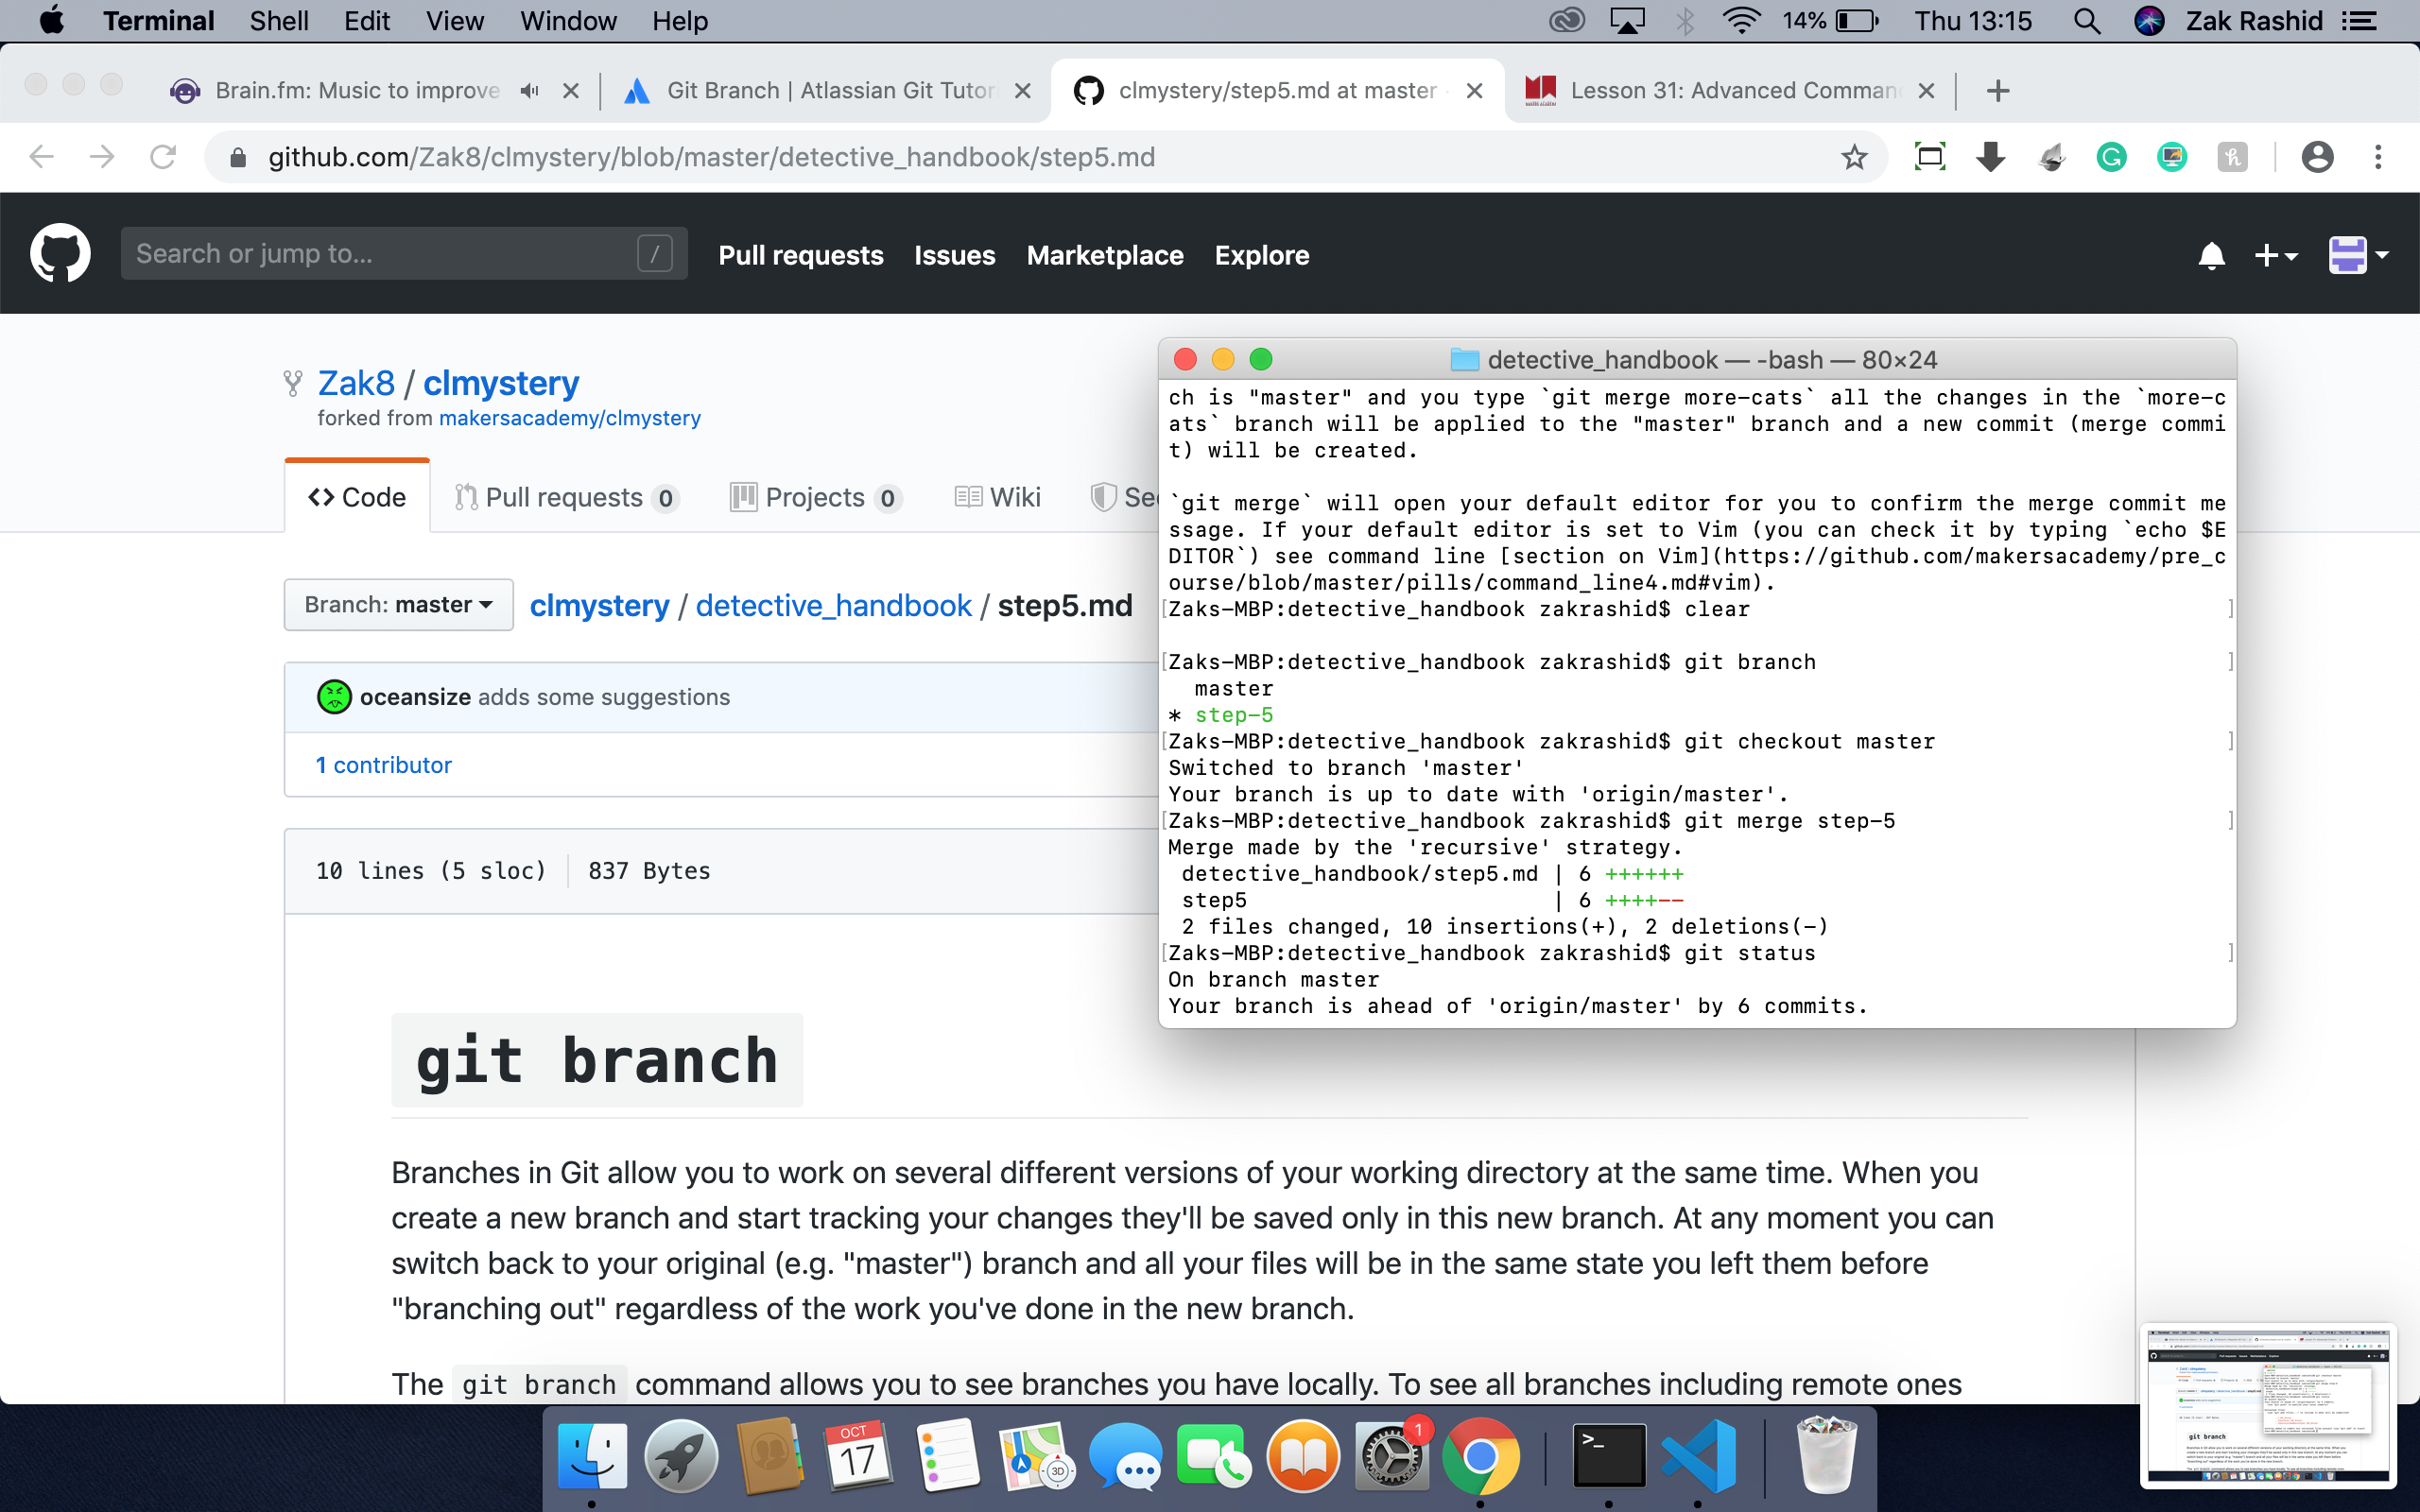 Terminal Shell Edit View Window Help 14% Thu 13:15 Zak Rashid
Brain.fm: Music to improve Git Branch | Atlassian Git Tutor clmystery/step5.md at master Lesson 31: Advanced Comman
github.com/Zak8/clmystery/blob/master/detective_handbook/step5.md
Search or jump to... / Pull requests Issues Marketplace Explore
Zak8 / clmystery
forked from makersacademy/clmystery
<> Code Pull requests 0 Projects 0 Wiki Sec
Branch: master clmystery / detective_handbook / step5.md
oceansize adds some suggestions
1 contributor
10 lines (5 sloc) 837 Bytes
git branch
Branches in Git allow you to work on several different versions of your working directory at the same time. When you
create a new branch and start tracking your changes they'll be saved only in this new branch. At any moment you can
switch back to your original (e.g. "master") branch and all your files will be in the same state you left them before
"branching out" regardless of the work you've done in the new branch.
The git branch command allows you to see branches you have locally. To see all branches including remote ones
detective_handbook — -bash — 80×24
ch is "master" and you type `git merge more-cats` all the changes in the `more-c
ats` branch will be applied to the "master" branch and a new commit (merge commi
t) will be created.
`git merge` will open your default editor for you to confirm the merge commit me
ssage. If your default editor is set to Vim (you can check it by typing `echo $E
DITOR`) see command line [section on Vim](https://github.com/makersacademy/pre_c
ourse/blob/master/pills/command_line4.md#vim).
[Zaks-MBP:detective_handbook zakrashid$ clear ]
[Zaks-MBP:detective_handbook zakrashid$ git branch ]
master
* step-5
[Zaks-MBP:detective_handbook zakrashid$ git checkout master ]
Switched to branch 'master'
Your branch is up to date with 'origin/master'.
[Zaks-MBP:detective_handbook zakrashid$ git merge step-5 ]
Merge made by the 'recursive' strategy.
detective_handbook/step5.md | 6 ++++++
step5 | 6 ++++--
2 files changed, 10 insertions(+), 2 deletions(-)
[Zaks-MBP:detective_handbook zakrashid$ git status ]
On branch master
Your branch is ahead of 'origin/master' by 6 commits.
OCT
17
3D
1
>_